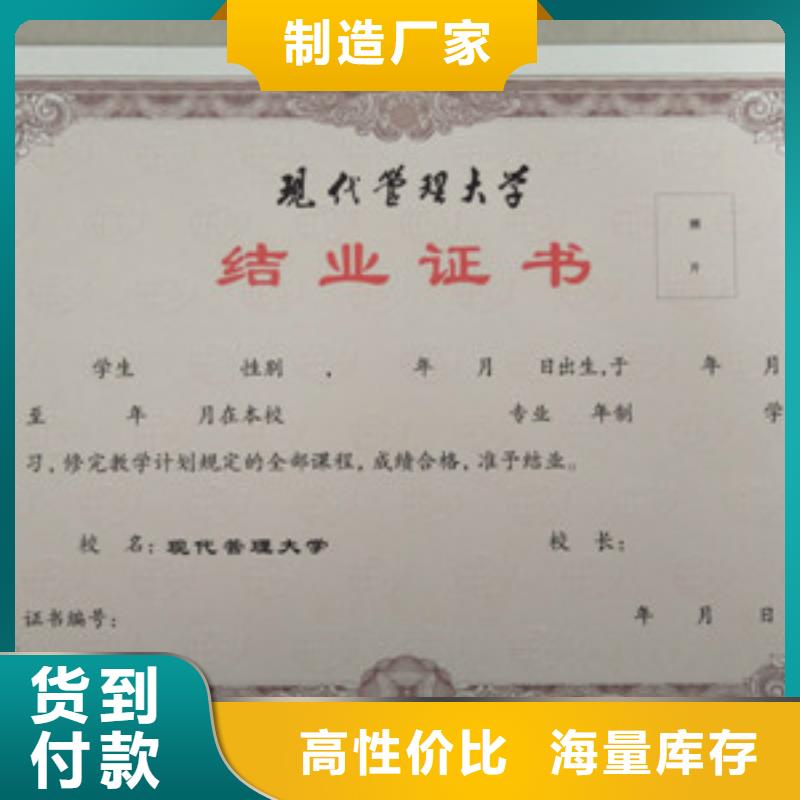 制造厂家
现代管理大学
结业证书
照
片
学生 性别 , 年 月 日出生,于 年 月
至 年 月在本校 专业 年制 学
习,修完教学计划规定的全部课程,成绩合格,准予结业。
校 名:现代管理大学 校 长:
证书编号: 年 月 日
货到
付款
高性价比 海量库存